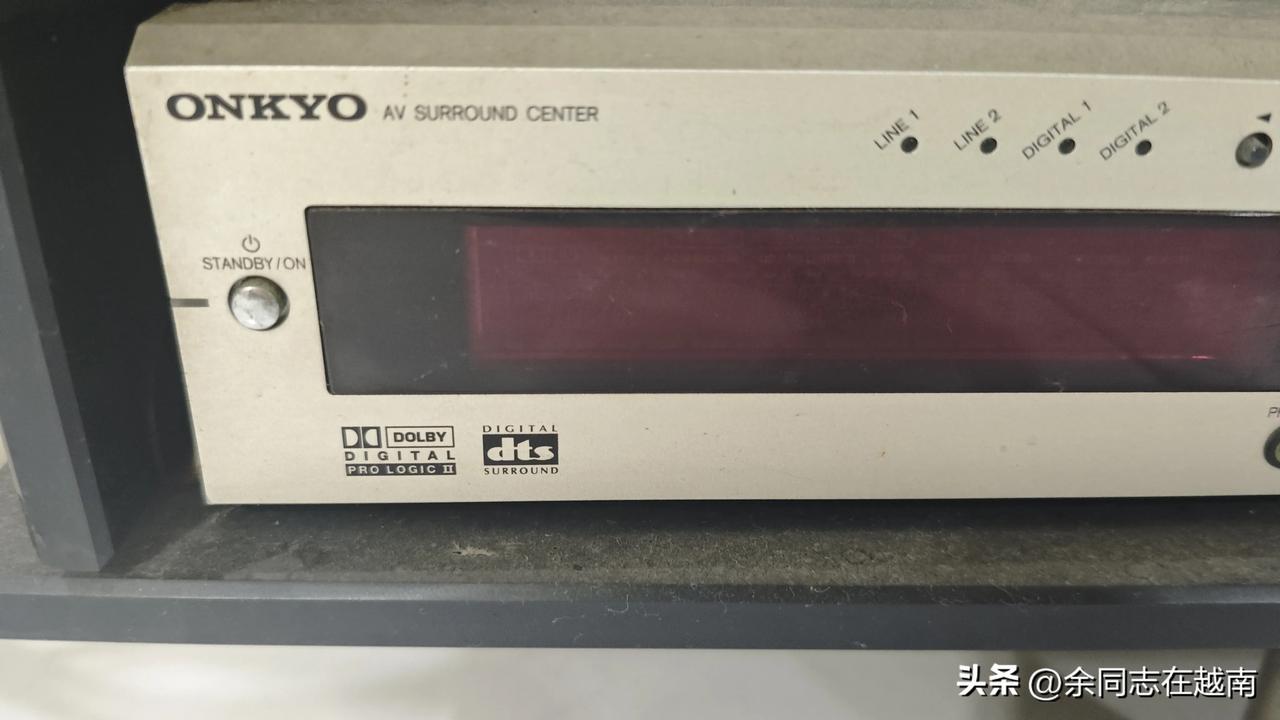 ONKYO AV SURROUND CENTER
LINE 1
LINE 2
DIGITAL 1
DIGITAL 2
STANDBY/ON
DOLBY
DIGITAL
PRO LOGIC II
DIGITAL
dts
SURROUND
头条 @余同志在越南